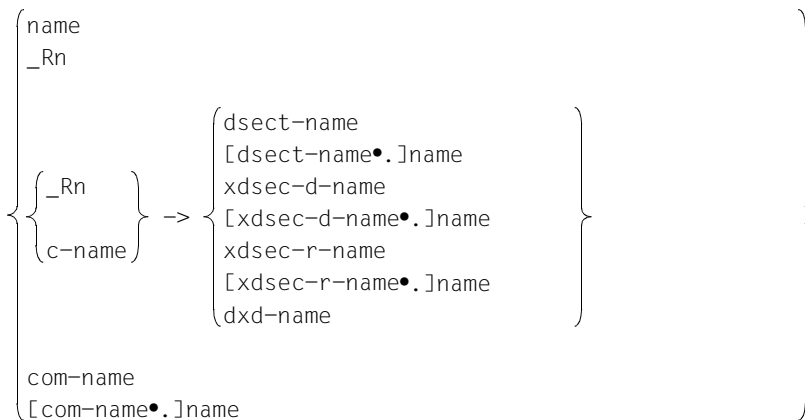 name
_Rn
dsect-name
[dsect-name●.]name
_Rn
xdsec-d-name
-> [xdsec-d-name●.]name
c-name
xdsec-r-name
[xdsec-r-name●.]name
dxd-name
com-name
[com-name●.]name